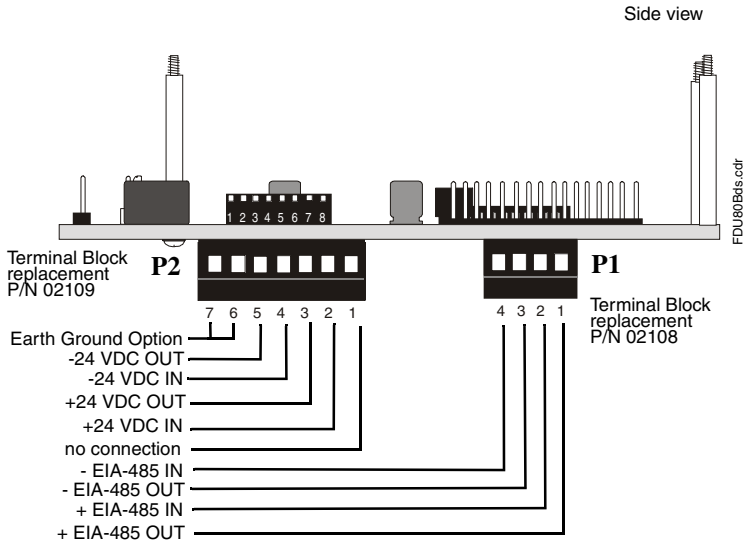 Side view
FDU80Bds.cdr
1 2 3 4 5 6 7 8
Terminal Block
replacement
P/N 02109
P2
P1
Terminal Block
replacement
P/N 02108
7 6 5 4 3 2 1
4 3 2 1
Earth Ground Option
-24 VDC OUT
-24 VDC IN
+24 VDC OUT
+24 VDC IN
no connection
- EIA-485 IN
- EIA-485 OUT
+ EIA-485 IN
+ EIA-485 OUT